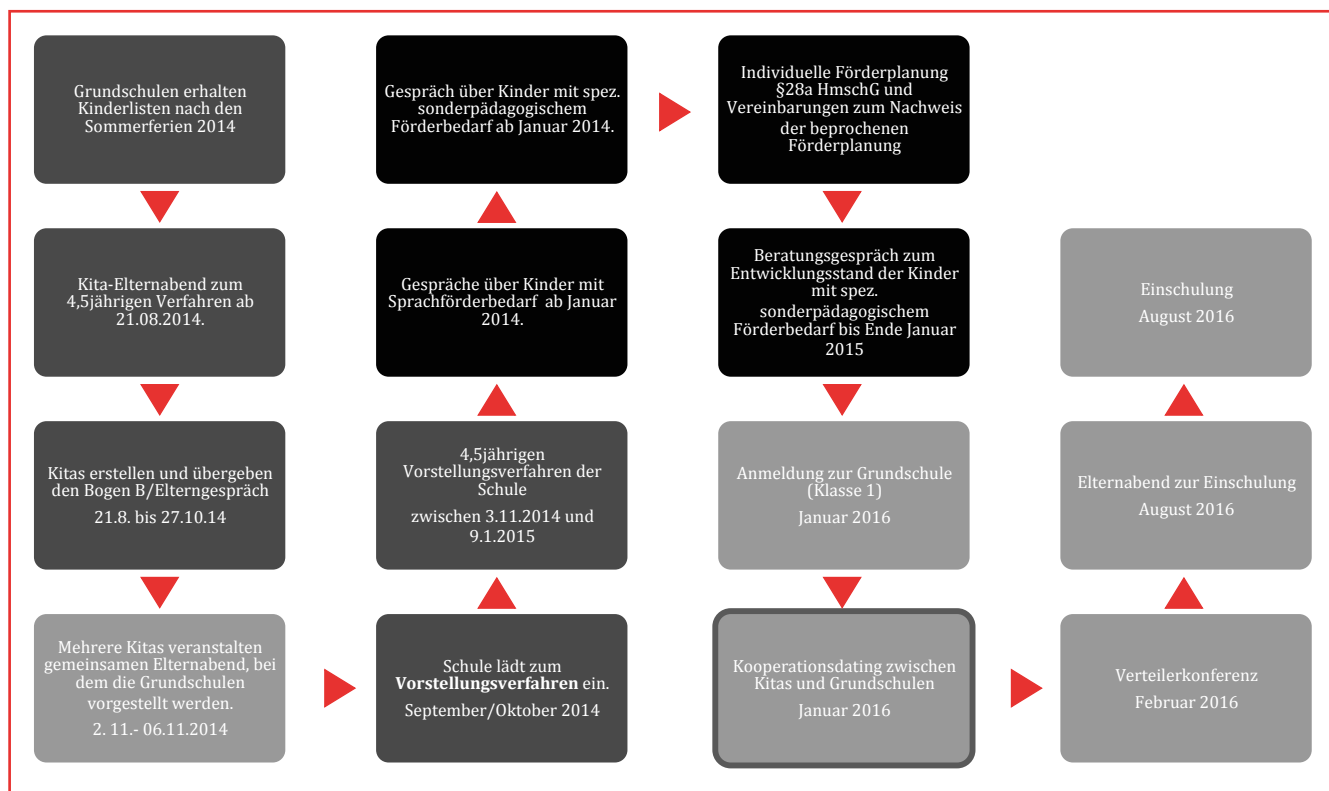 Grundschulen erhalten
Kinderlisten nach den
Sommerferien 2014
Kita-Elternabend zum
4,5jährigen Verfahren ab
21.08.2014.
Kitas erstellen und übergeben
den Bogen B/Elterngespräch
21.8. bis 27.10.14
Mehrere Kitas veranstalten
gemeinsamen Elternabend, bei
dem die Grundschulen
vorgestellt werden.
2. 11.- 06.11.2014
Schule lädt zum
Vorstellungsverfahren ein.
September/Oktober 2014
4,5jährigen
Vorstellungsverfahren der
Schule
zwischen 3.11.2014 und
9.1.2015
Gespräche über Kinder mit
Sprachförderbedarf ab Januar
2014.
Gespräch über Kinder mit spez.
sonderpädagogischem
Förderbedarf ab Januar 2014.
Individuelle Förderplanung
§28a HmschG und
Vereinbarungen zum Nachweis
der beprochenen
Förderplanung
Beratungsgespräch zum
Entwicklungsstand der Kinder
mit spez.
sonderpädagogischem
Förderbedarf bis Ende Januar
2015
Anmeldung zur Grundschule
(Klasse 1)
Januar 2016
Kooperationsdating zwischen
Kitas und Grundschulen
Januar 2016
Verteilerkonferenz
Februar 2016
Elternabend zur Einschulung
August 2016
Einschulung
August 2016